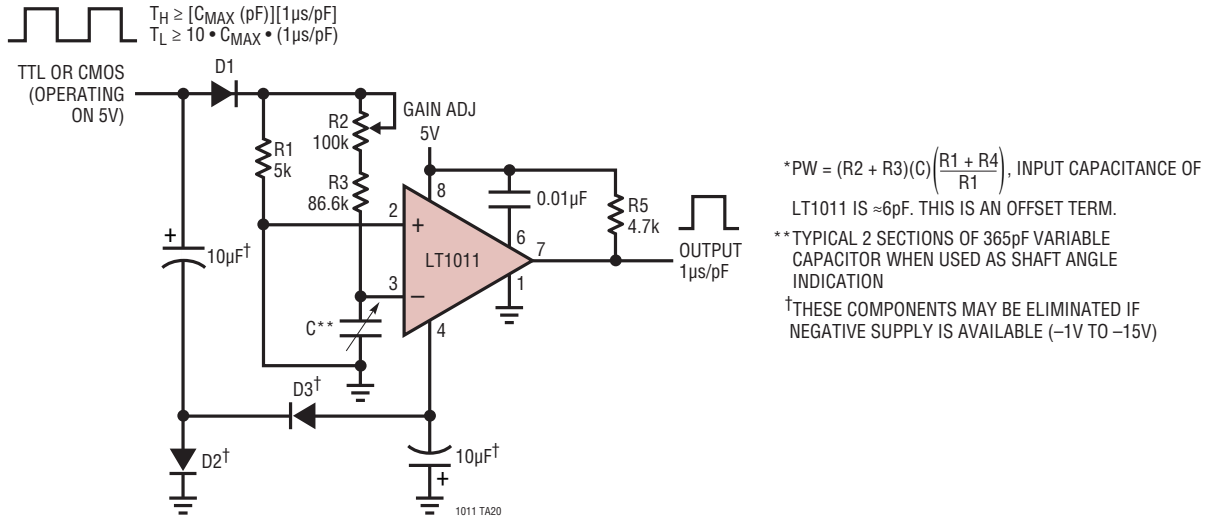 T_H ≥ [C_MAX (pF)][1µs/pF]
T_L ≥ 10 • C_MAX • (1µs/pF)
TTL OR CMOS
(OPERATING
ON 5V)
D1
R1
5k
R2
100k
GAIN ADJ
5V
R3
86.6k
8
0.01µF
R5
4.7k
2
+
6
7
LT1011
OUTPUT
1µs/pF
3
–
1
4
+
10µF†
C**
D3†
D2†
10µF†
+
1011 TA20
*PW = (R2 + R3)(C)(R1 + R4 / R1), INPUT CAPACITANCE OF
LT1011 IS ≈6pF. THIS IS AN OFFSET TERM.
**TYPICAL 2 SECTIONS OF 365pF VARIABLE
CAPACITOR WHEN USED AS SHAFT ANGLE
INDICATION
†THESE COMPONENTS MAY BE ELIMINATED IF
NEGATIVE SUPPLY IS AVAILABLE (–1V TO –15V)